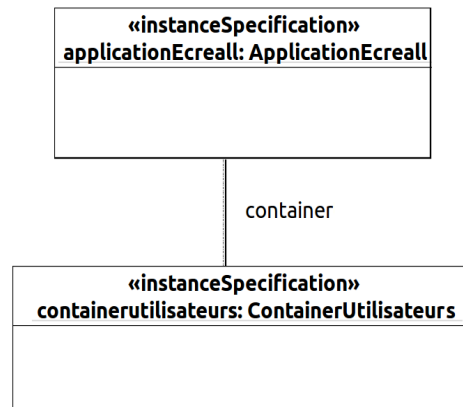 «instanceSpecification»
applicationEcreall: ApplicationEcreall
container
«instanceSpecification»
containerutilisateurs: ContainerUtilisateurs